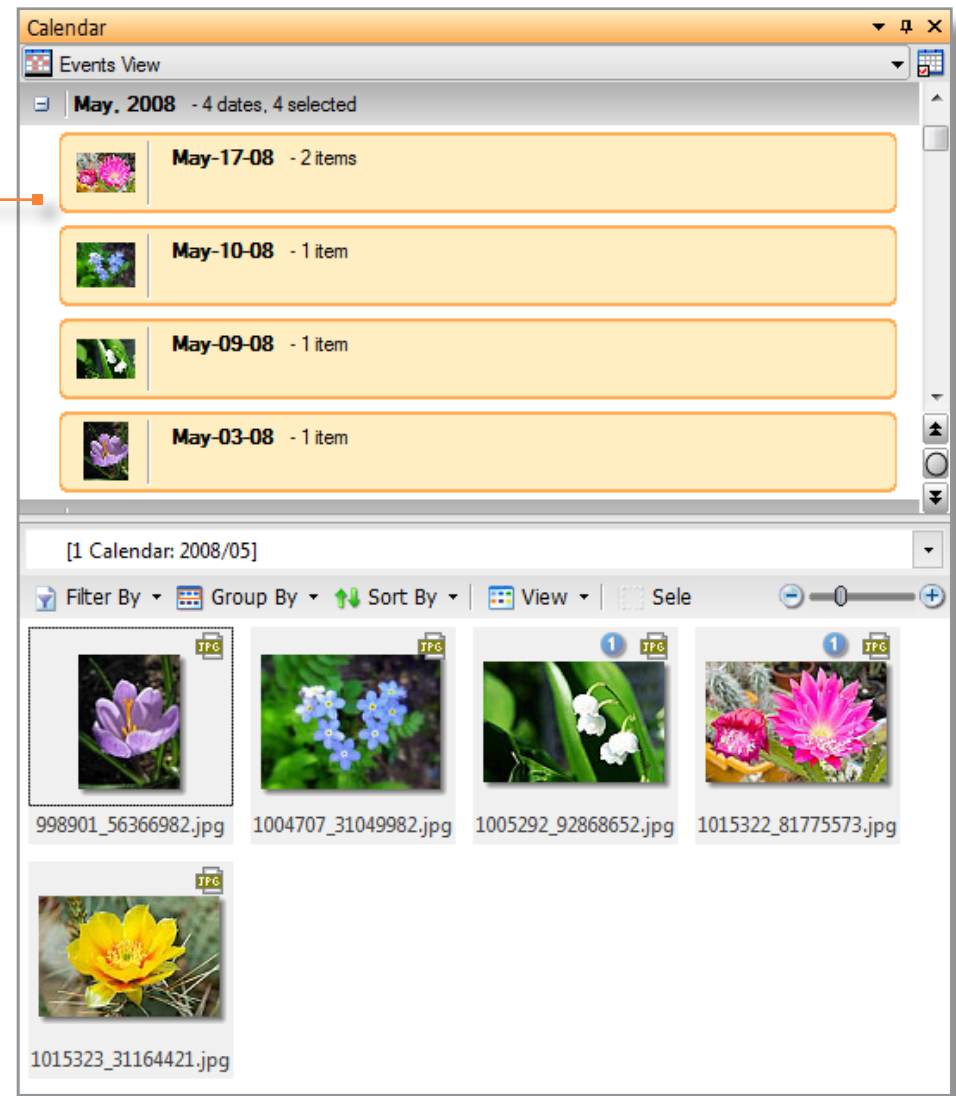 Calendar
Events View
May, 2008 - 4 dates, 4 selected
May-17-08 - 2 items
May-10-08 - 1 item
May-09-08 - 1 item
May-03-08 - 1 item
[1 Calendar: 2008/05]
Filter By Group By Sort By View Sele
JPG JPG 1 JPG 1 JPG
998901_56366982.jpg 1004707_31049982.jpg 1005292_92868652.jpg 1015322_81775573.jpg
JPG
1015323_31164421.jpg